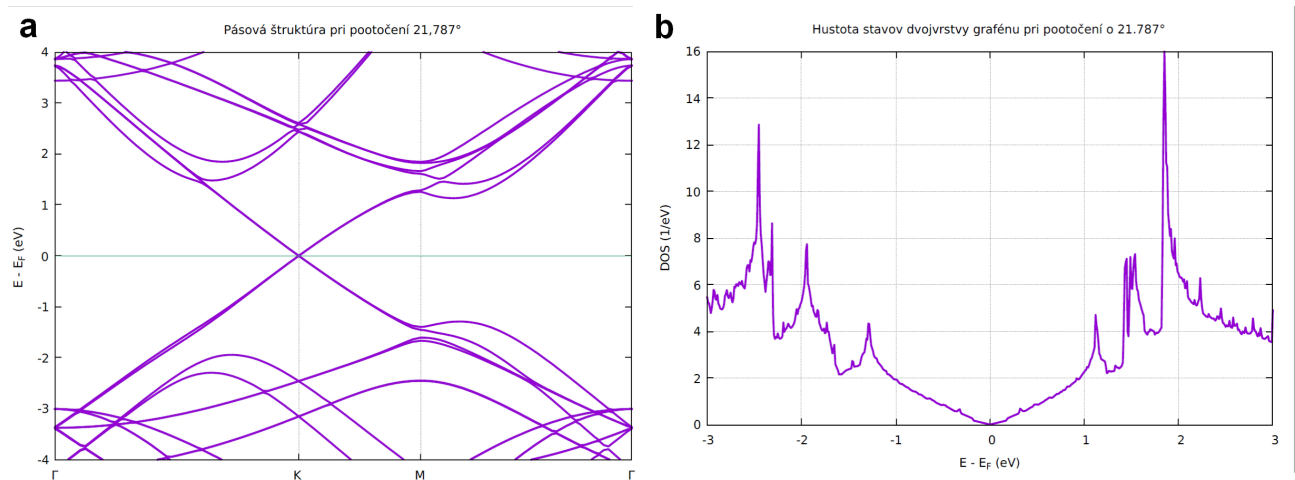 a
Pásová štruktúra pri pootočení 21,787°
4
3
2
1
0
-1
-2
-3
-4
E - EF (eV)
Γ K M Γ
b
Hustota stavov dvojvrstvy grafénu pri pootočení o 21.787°
16
14
12
10
8
6
4
2
0
DOS (1/eV)
-3 -2 -1 0 1 2 3
E - EF (eV)